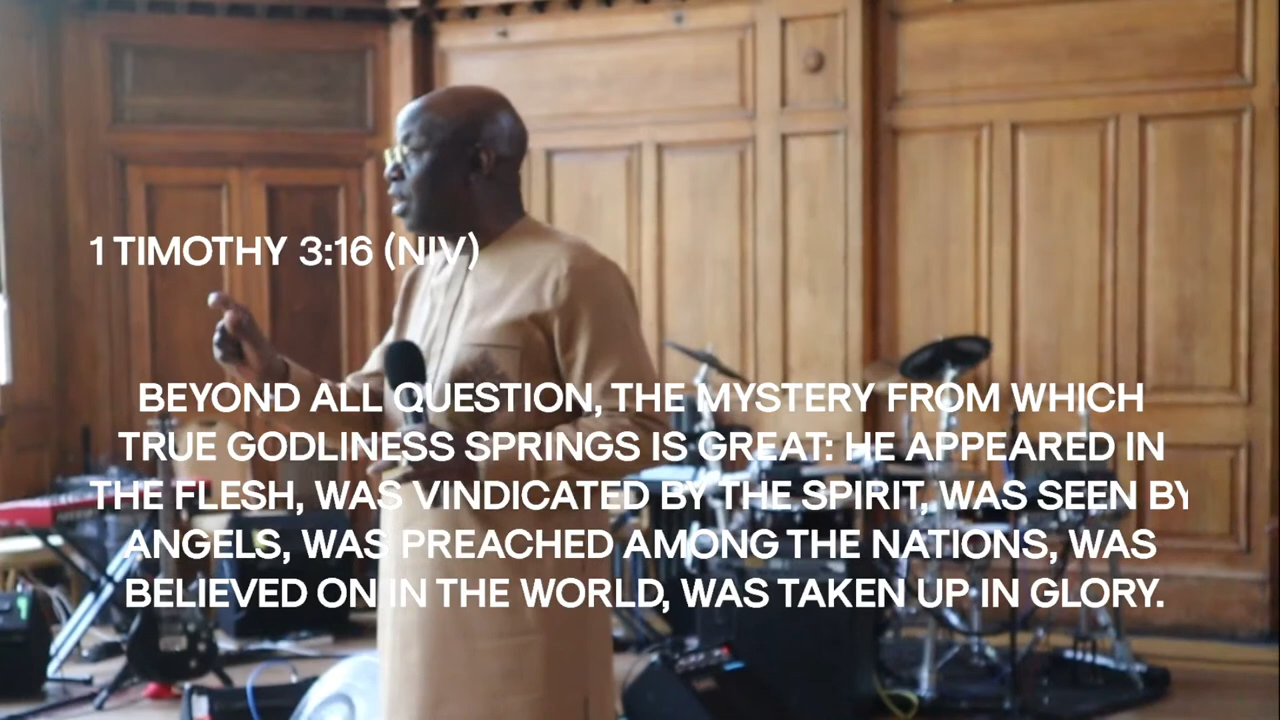 1 TIMOTHY 3:16 (NIV)
BEYOND ALL QUESTION, THE MYSTERY FROM WHICH
TRUE GODLINESS SPRINGS IS GREAT: HE APPEARED IN
THE FLESH, WAS VINDICATED BY THE SPIRIT, WAS SEEN BY
ANGELS, WAS PREACHED AMONG THE NATIONS, WAS
BELIEVED ON IN THE WORLD, WAS TAKEN UP IN GLORY.